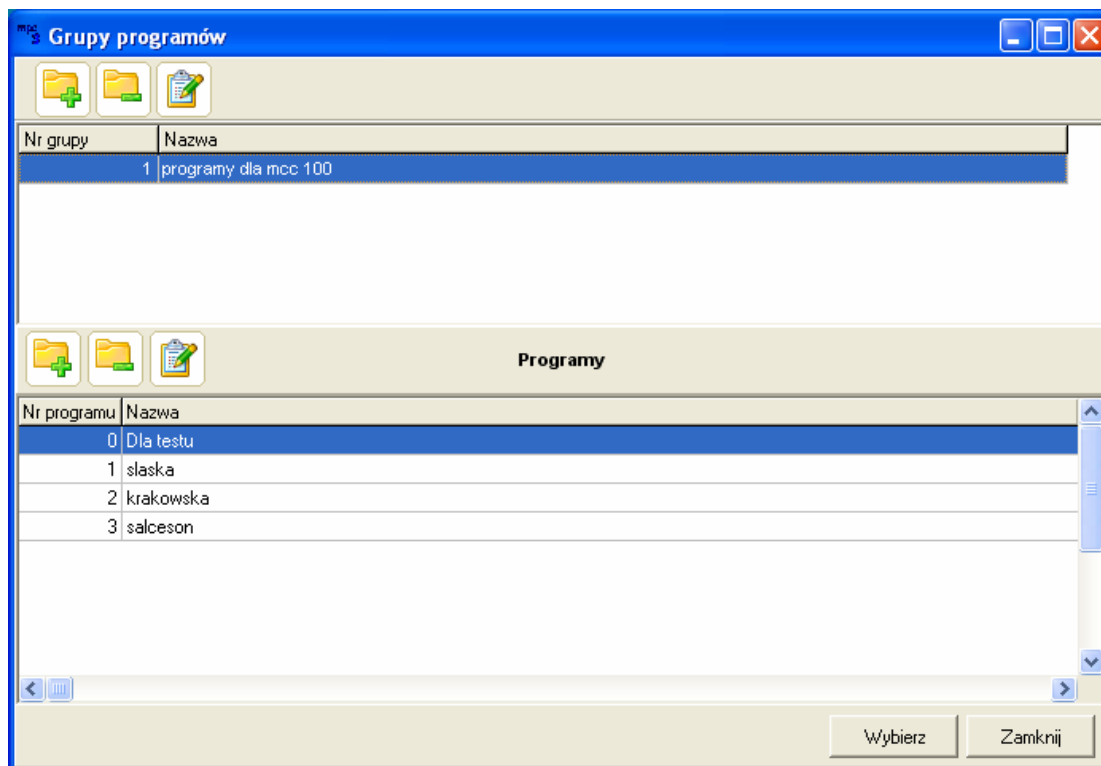 mpc s Grupy programów
Nr grupy Nazwa
1 programy dla mcc 100
Programy
Nr programu Nazwa
0 Dla testu
1 slaska
2 krakowska
3 salceson
Wybierz Zamknij